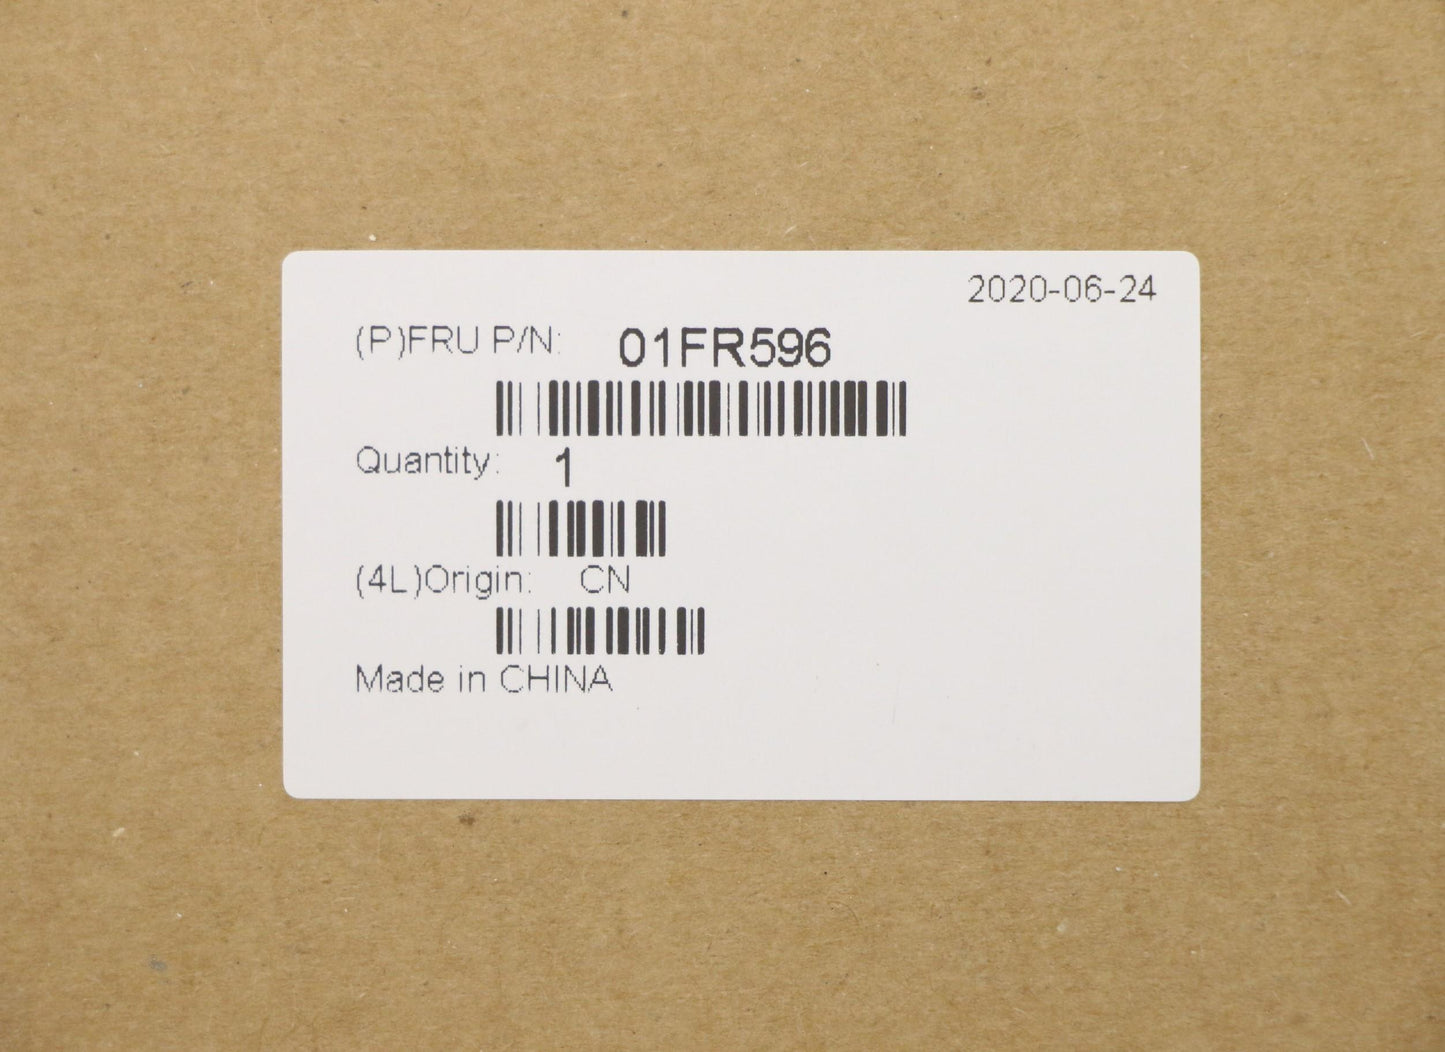 2020-06-24
(P)FRU P/N: 01FR596
Quantity: 1
(4L)Origin: CN
Made in CHINA